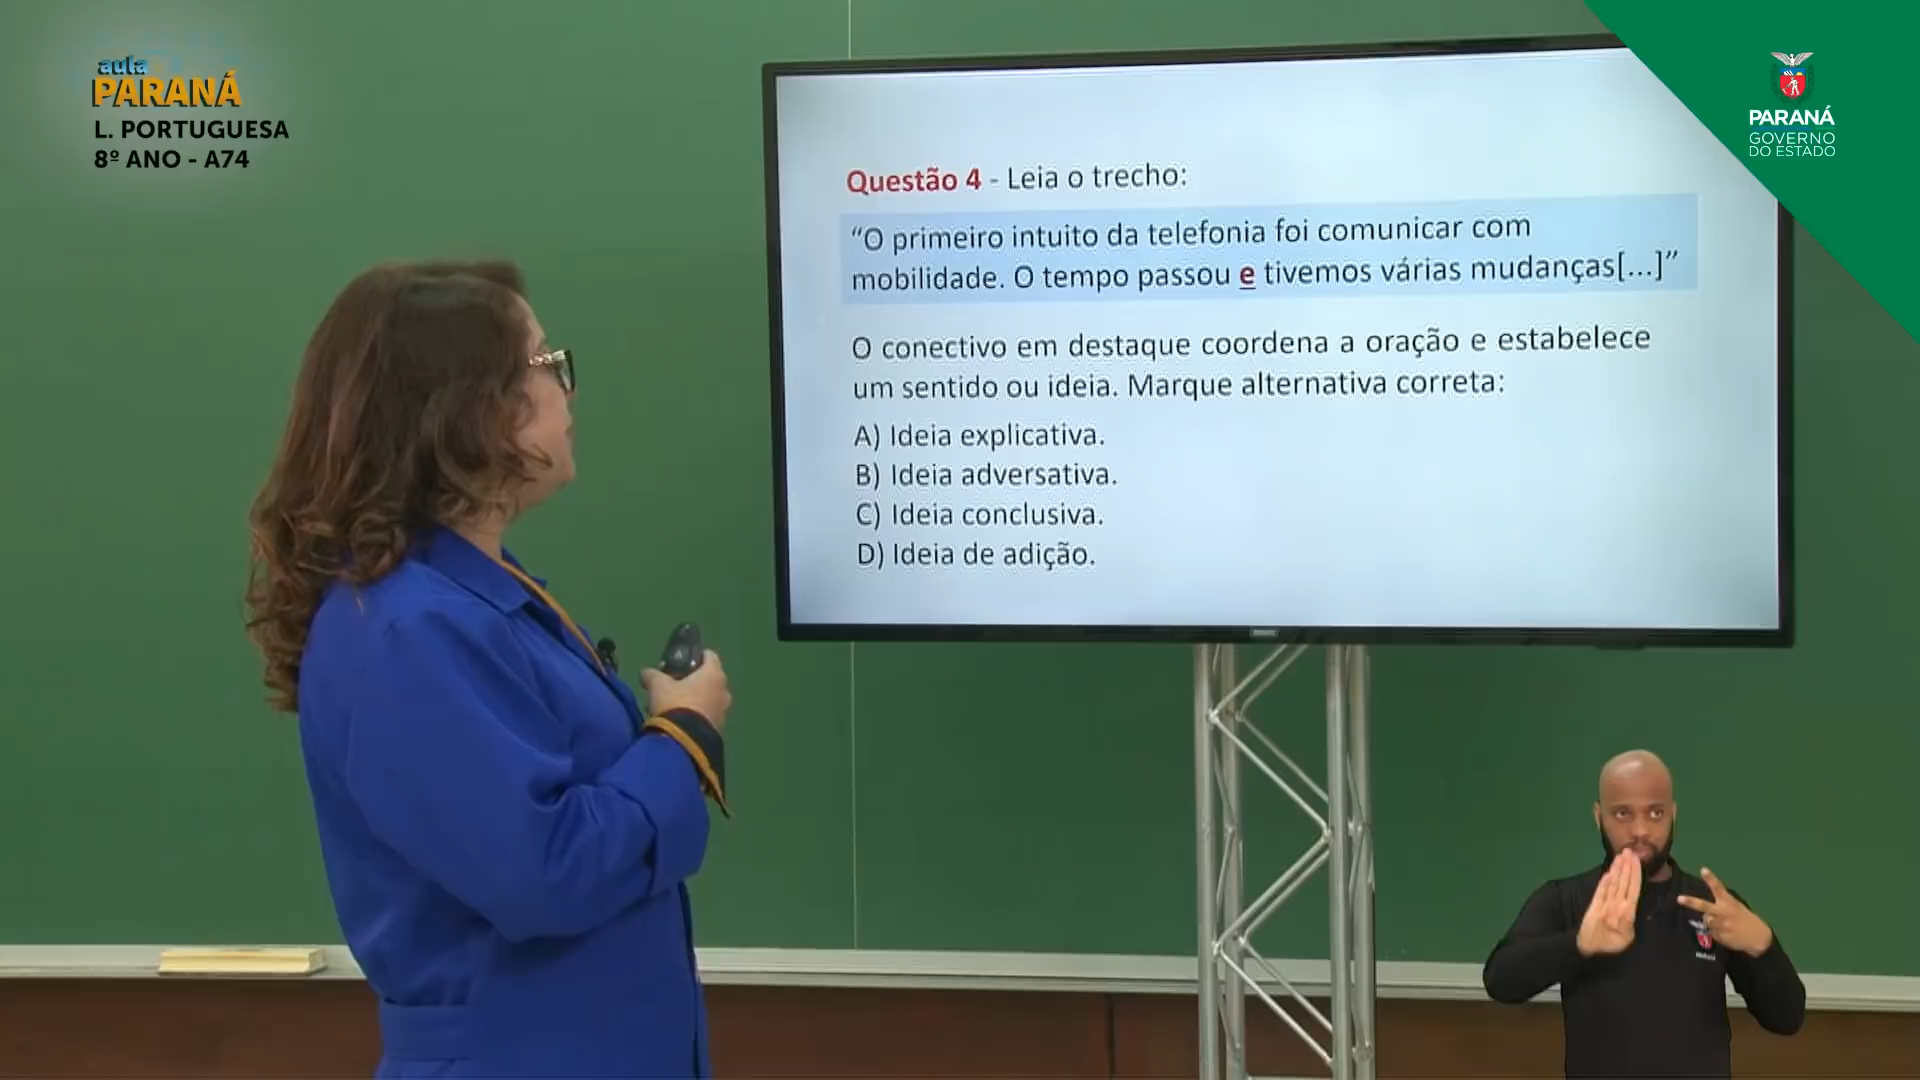 aula
PARANÁ
L. PORTUGUESA
8º ANO - A74
PARANÁ
GOVERNO
DO ESTADO
Questão 4 - Leia o trecho:
“O primeiro intuito da telefonia foi comunicar com
mobilidade. O tempo passou e tivemos várias mudanças[...]”
O conectivo em destaque coordena a oração e estabelece
um sentido ou ideia. Marque alternativa correta:
A) Ideia explicativa.
B) Ideia adversativa.
C) Ideia conclusiva.
D) Ideia de adição.